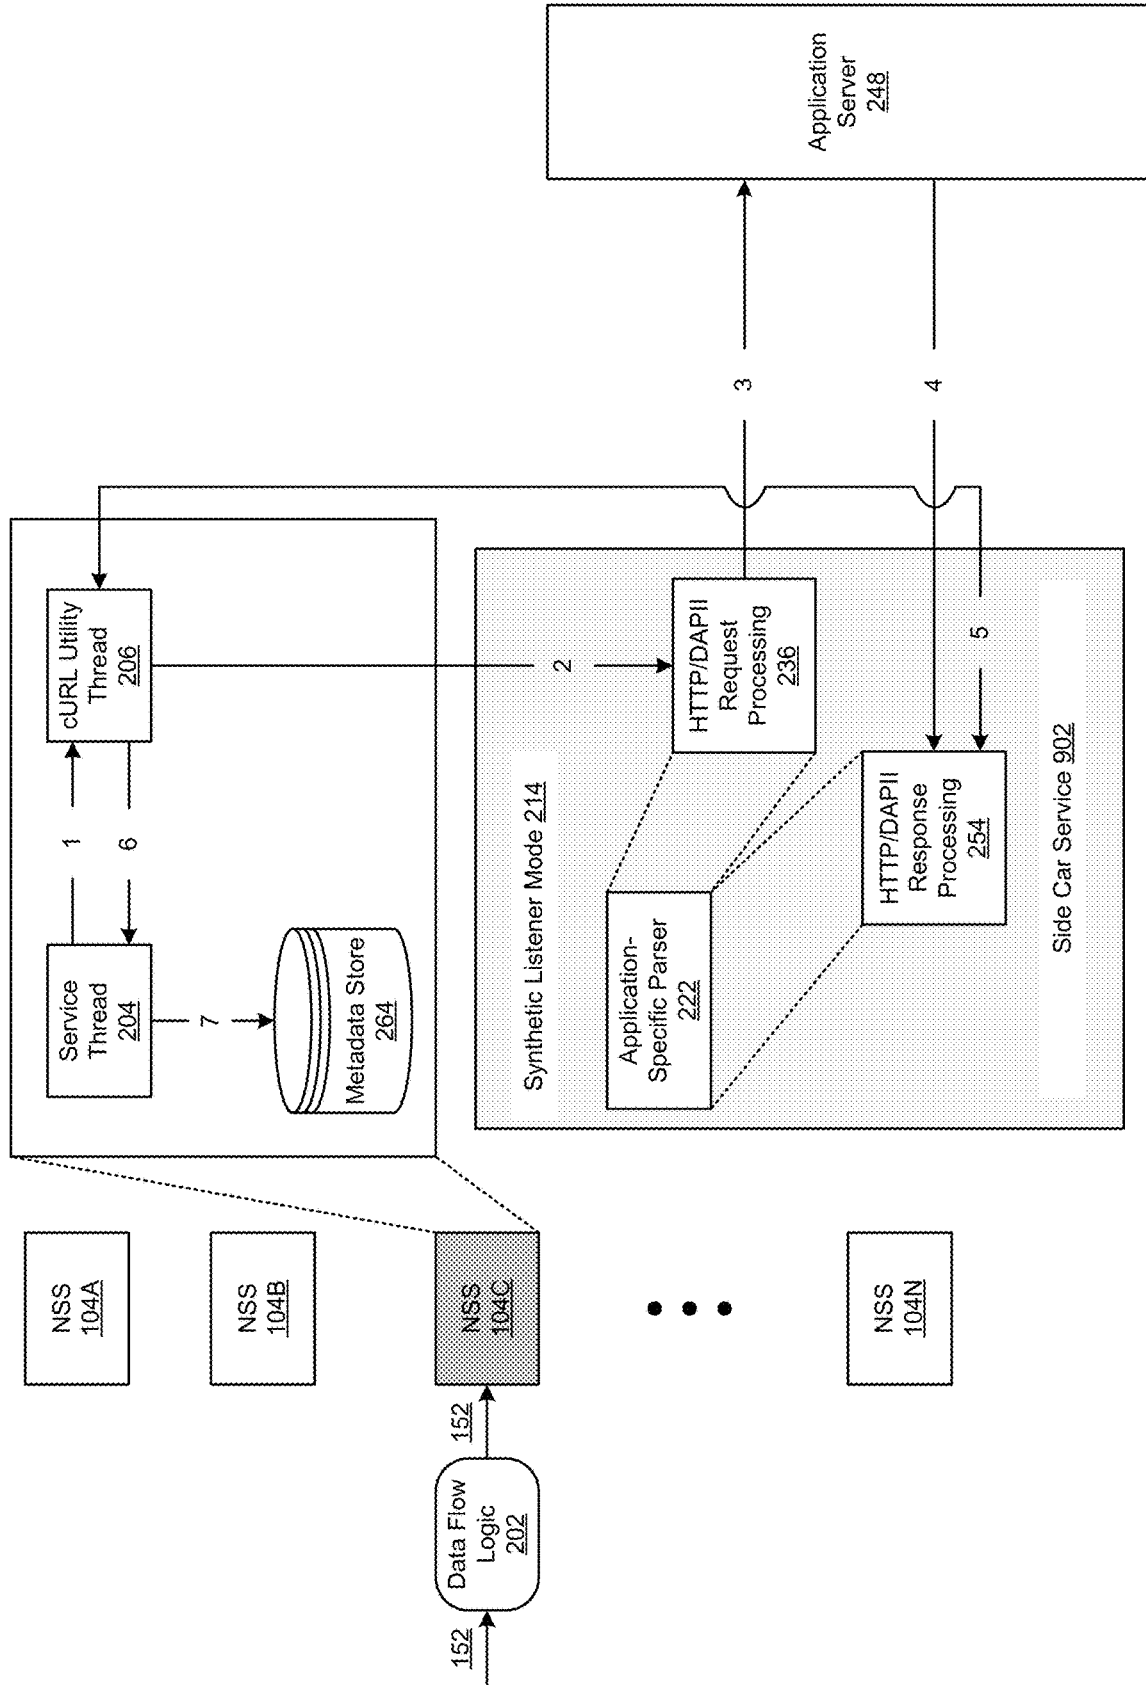 152
Data Flow
Logic
202
152
NSS
104A
NSS
104B
NSS
104C
NSS
104N
Service
Thread
204
1
6
cURL Utility
Thread
206
7
Metadata Store
264
2
Synthetic Listener Mode 214
Application-
Specific Parser
222
HTTP/DAPII
Request
Processing
236
HTTP/DAPII
Response
Processing
254
5
Side Car Service 902
3
4
Application
Server
248